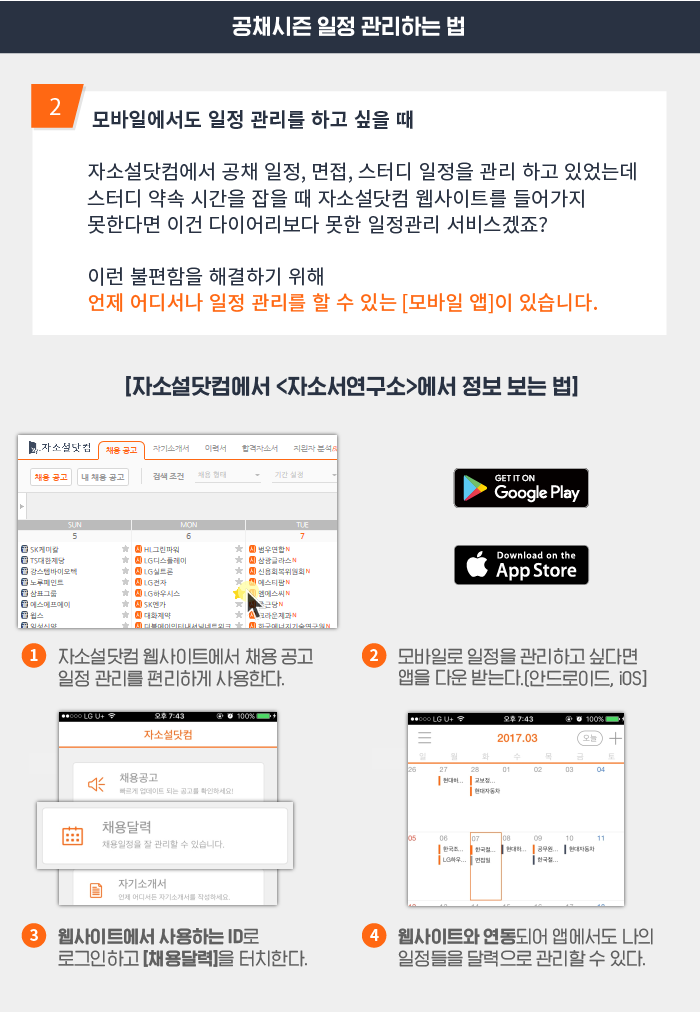 공채시즌 일정 관리하는 법
2
모바일에서도 일정 관리를 하고 싶을 때
자소설닷컴에서 공채 일정, 면접, 스터디 일정을 관리 하고 있었는데
스터디 약속 시간을 잡을 때 자소설닷컴 웹사이트를 들어가지
못한다면 이건 다이어리보다 못한 일정관리 서비스겠죠?
이런 불편함을 해결하기 위해
언제 어디서나 일정 관리를 할 수 있는 [모바일 앱]이 있습니다.
[자소설닷컴에서 <자소서연구소>에서 정보 보는 법]
자소설닷컴 채용 공고 자기소개서 이력서 합격자소서 지원자 분석
채용 공고 내 채용 공고 검색 조건 채용 형태 기간 설정
SUN MON TUE
5 6 7
SK케미칼 HL그린파워 범우연합 N
TS대한제당 LG디스플레이 삼광글라스 N
강스템바이오텍 LG실트론 신용회복위원회 N
노루페인트 LG전자 에스티팜 N
삼표그룹 LG하우시스 엠에스씨 N
에스에프에이 SK엔카 종근당 N
윕스 대화제약 크라운제과 N
GET IT ON
Google Play
Download on the
App Store
1 자소설닷컴 웹사이트에서 채용 공고
일정 관리를 편리하게 사용한다.
2 모바일로 일정을 관리하고 싶다면
앱을 다운 받는다.(안드로이드, iOS)
LG U+ 오후 7:43 100%
자소설닷컴
채용공고
빠르게 업데이트 되는 공고를 확인하세요!
채용달력
채용일정을 잘 관리할 수 있습니다.
자기소개서
언제 어디서든 자기소개서를 작성하세요.
LG U+ 오후 7:43 100%
2017.03 오늘
일 월 화 수 목 금 토
26 27 28 01 02 03 04
현대하... 교보정...
현대자동차
05 06 07 08 09 10 11
한국조... 한국철... 현대하... 공무원... 현대자동차
LG하우... 면접일 한국철...
3 웹사이트에서 사용하는 ID로
로그인하고 [채용달력]을 터치한다.
4 웹사이트와 연동되어 앱에서도 나의
일정들을 달력으로 관리할 수 있다.